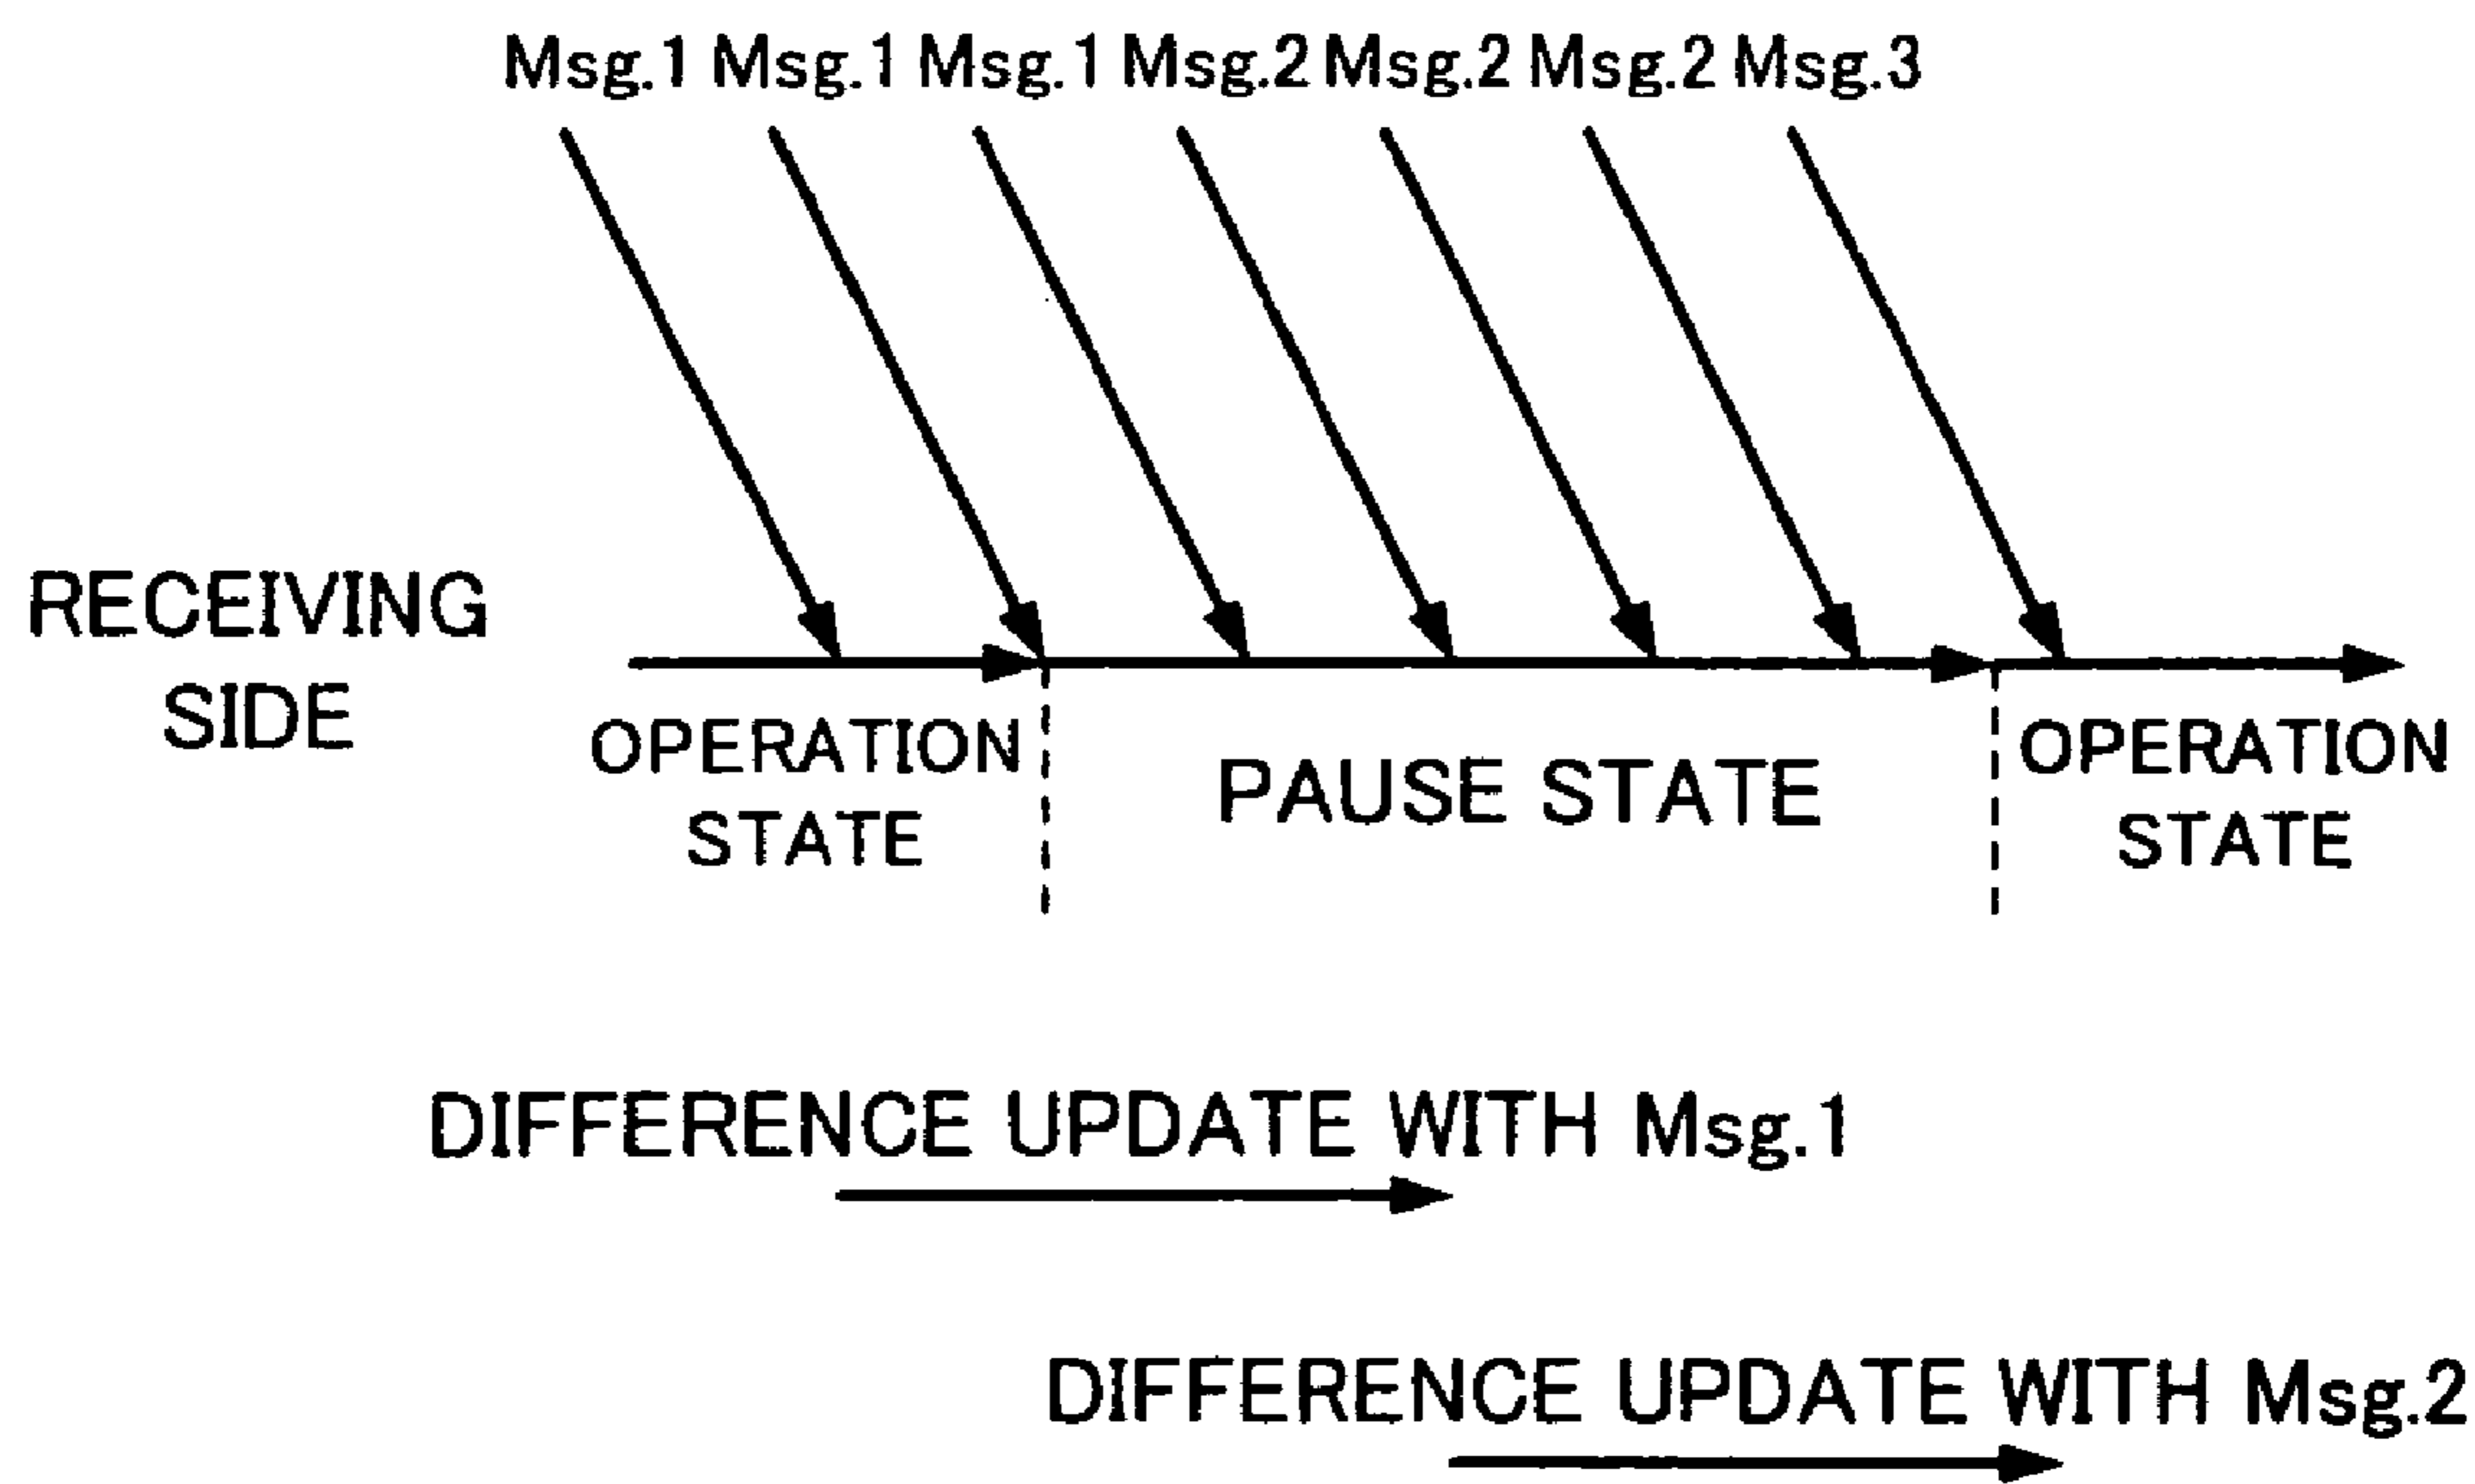 Msg.1 Msg.1 Msg.1 Msg.2 Msg.2 Msg.2 Msg.3
RECEIVING
SIDE
OPERATION
STATE
PAUSE STATE
OPERATION
STATE
DIFFERENCE UPDATE WITH Msg.1
DIFFERENCE UPDATE WITH Msg.2